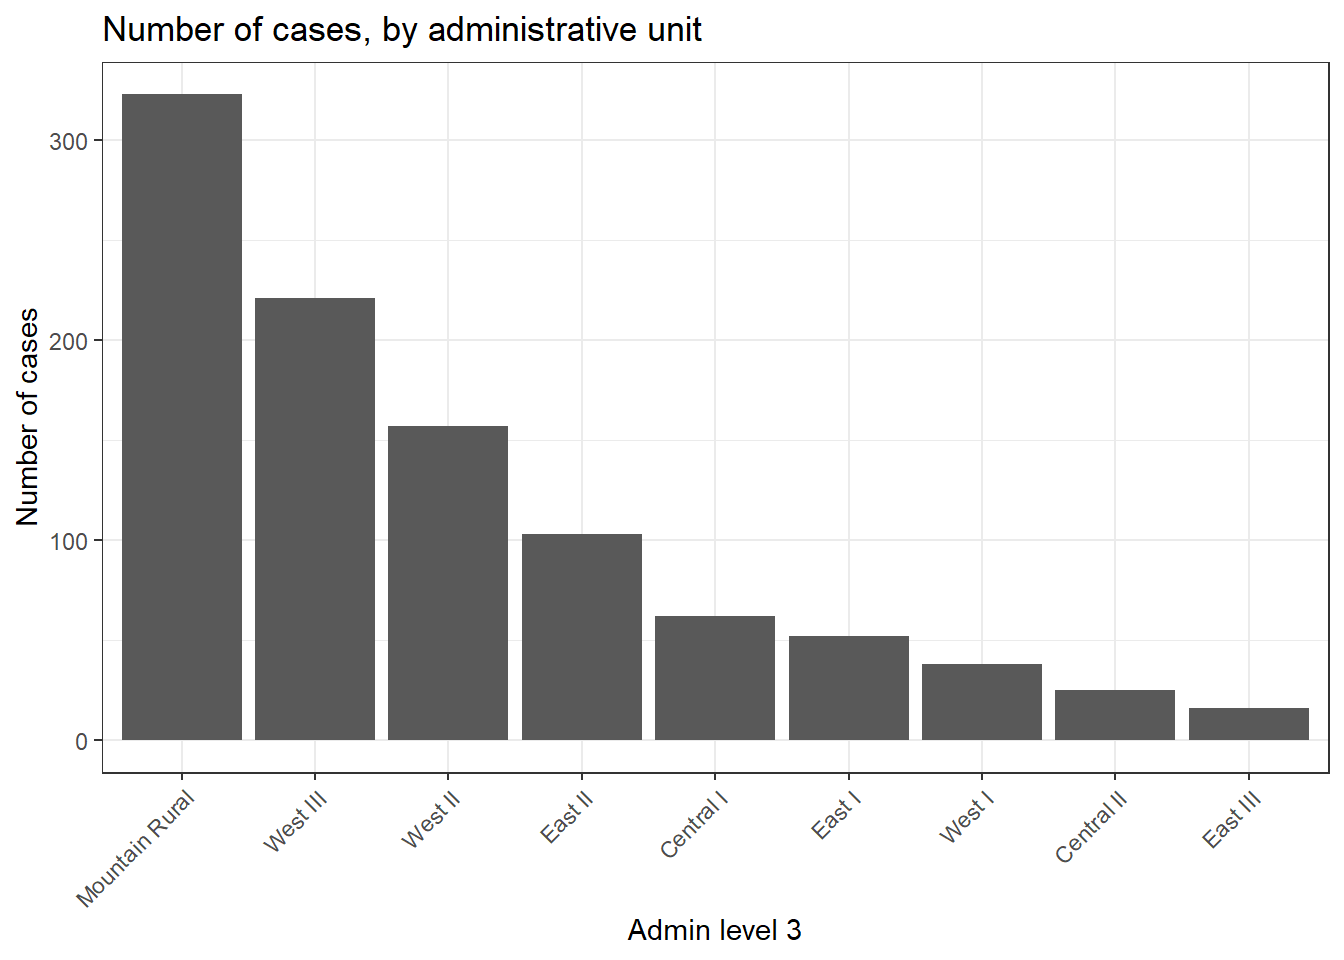 Number of cases, by administrative unit
Number of cases
300
200
100
0
Mountain Rural
West III
West II
East II
Central I
East I
West I
Central II
East III
Admin level 3